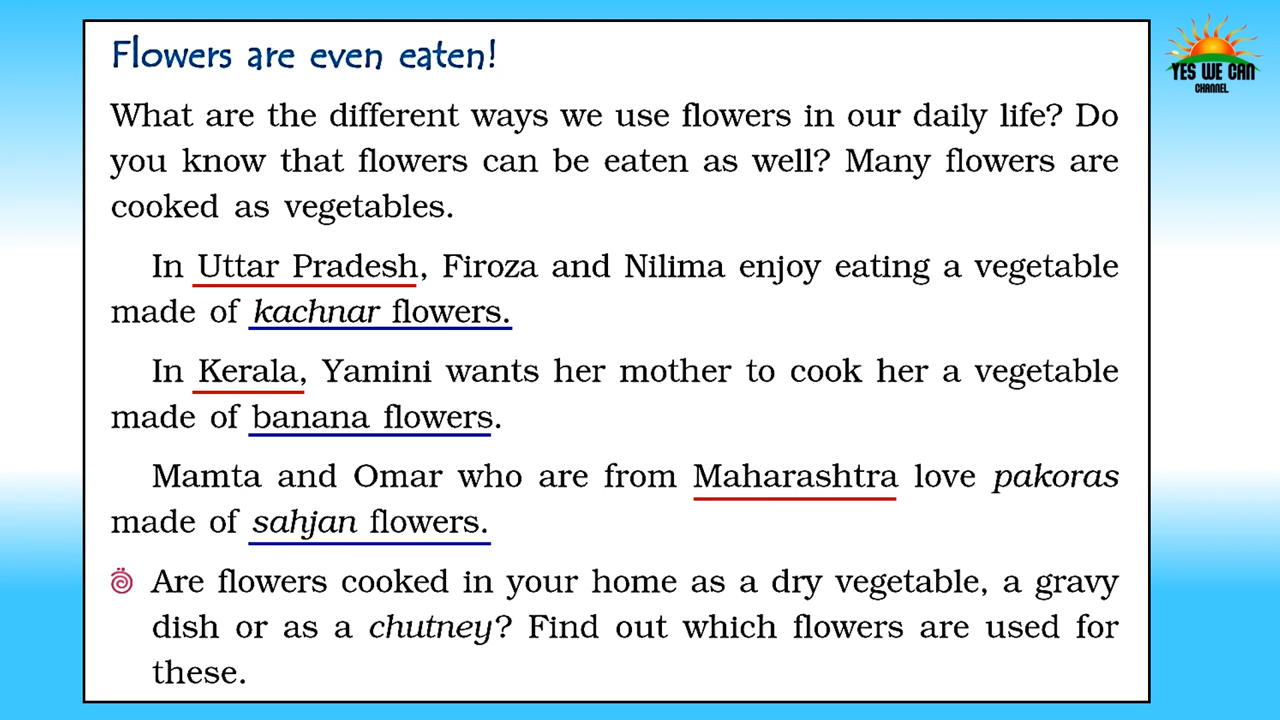 Flowers are even eaten!
YES WE CAN
CHANNEL
What are the different ways we use flowers in our daily life? Do
you know that flowers can be eaten as well? Many flowers are
cooked as vegetables.
In Uttar Pradesh, Firoza and Nilima enjoy eating a vegetable
made of kachnar flowers.
In Kerala, Yamini wants her mother to cook her a vegetable
made of banana flowers.
Mamta and Omar who are from Maharashtra love pakoras
made of sahjan flowers.
Are flowers cooked in your home as a dry vegetable, a gravy
dish or as a chutney? Find out which flowers are used for
these.